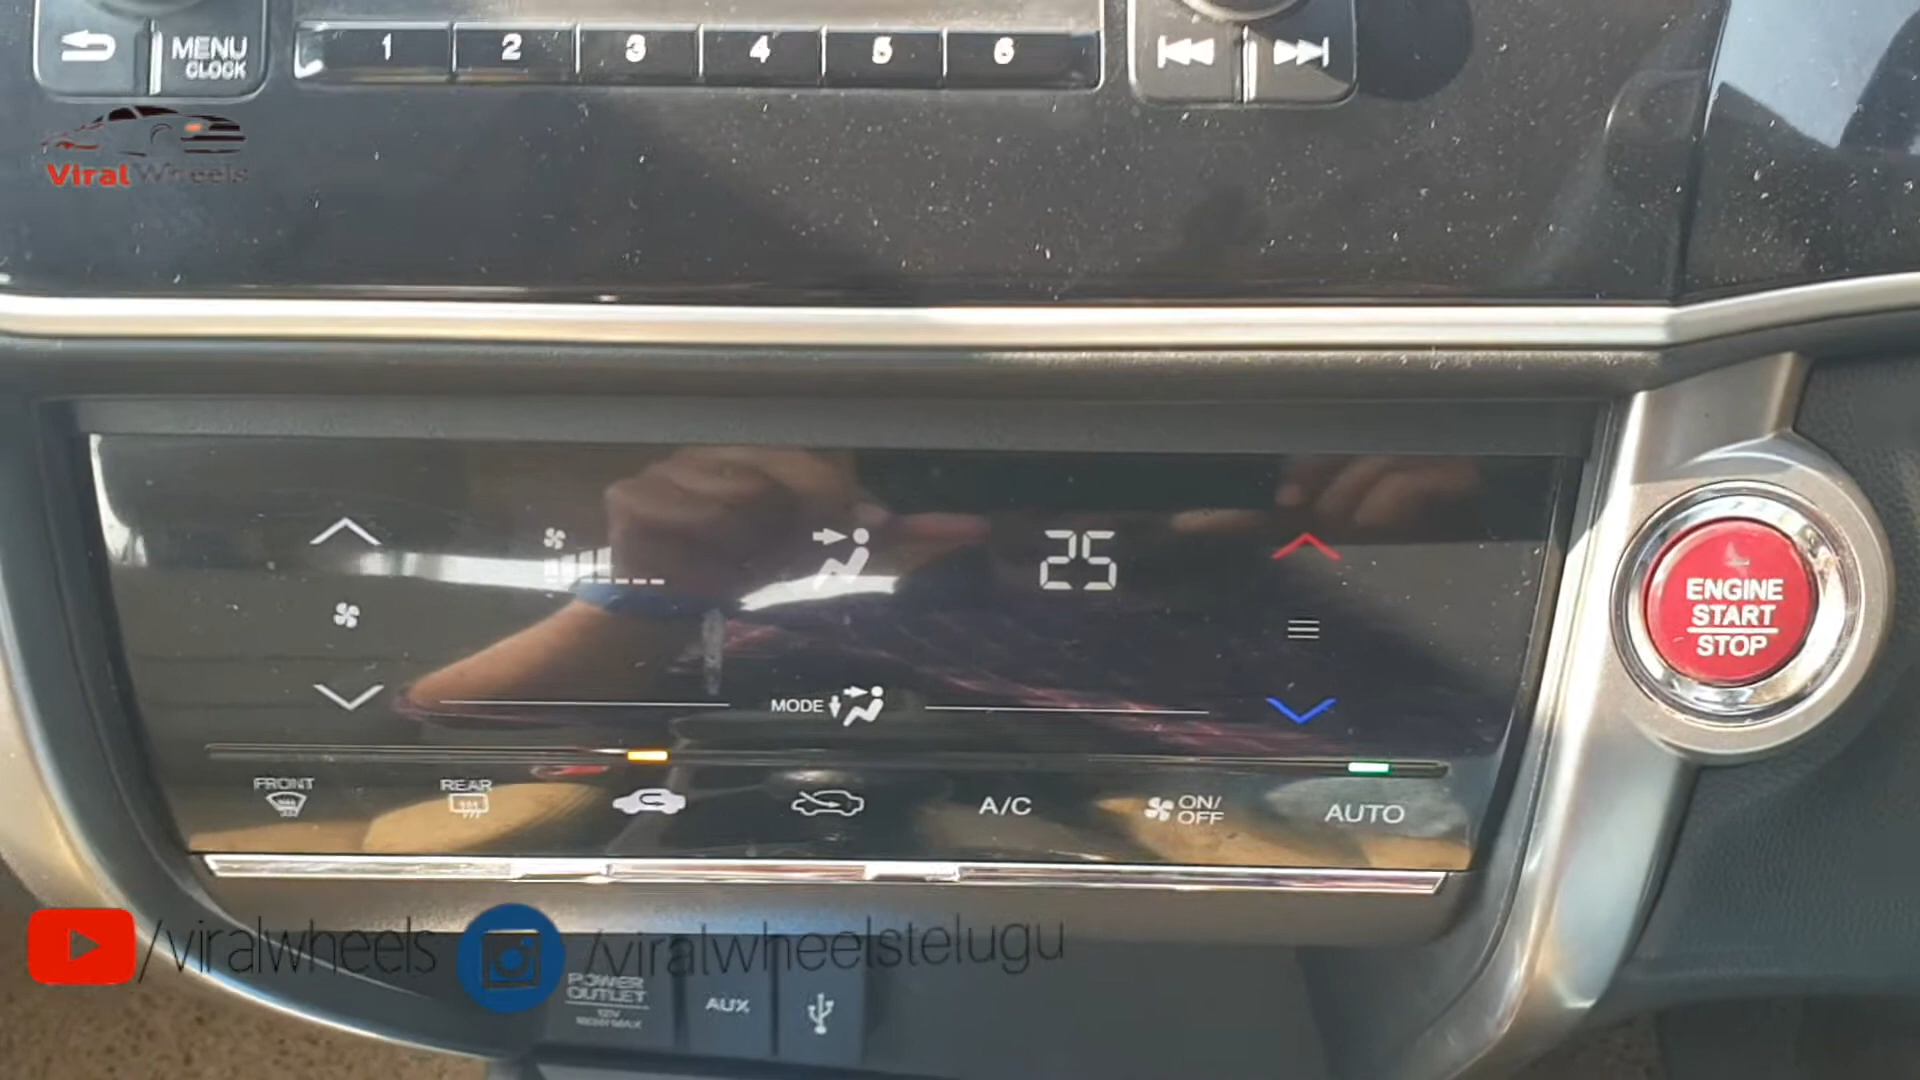 MENU
CLOCK
1 2 3 4 5 6
Viral Wheels
25
ENGINE
START
STOP
MODE
FRONT
REAR
A/C
ON/
OFF
AUTO
/viralwheels
/viralwheelstelugu
POWER
OUTLET
AUX